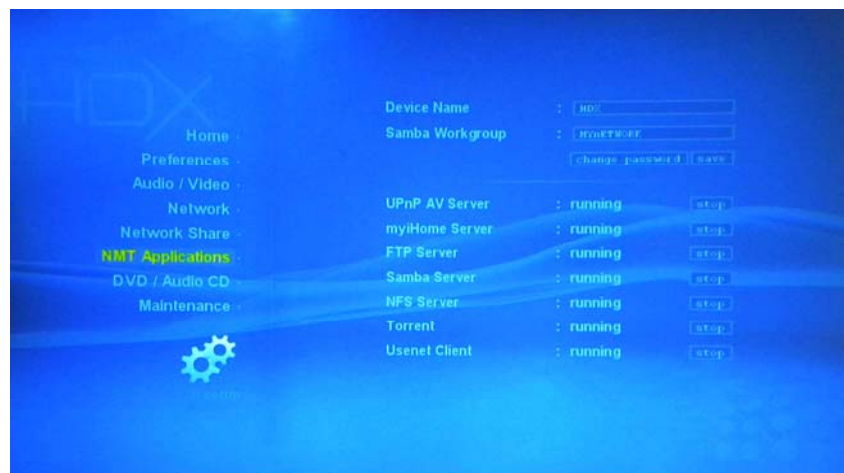 HDX
Home
Preferences
Audio / Video
Network
Network Share
NMT Applications
DVD / Audio CD
Maintenance
Device Name : HDX
Samba Workgroup : MYnETWORK
change password save
UPnP AV Server : running stop
myiHome Server : running stop
FTP Server : running stop
Samba Server : running stop
NFS Server : running stop
Torrent : running stop
Usenet Client : running stop